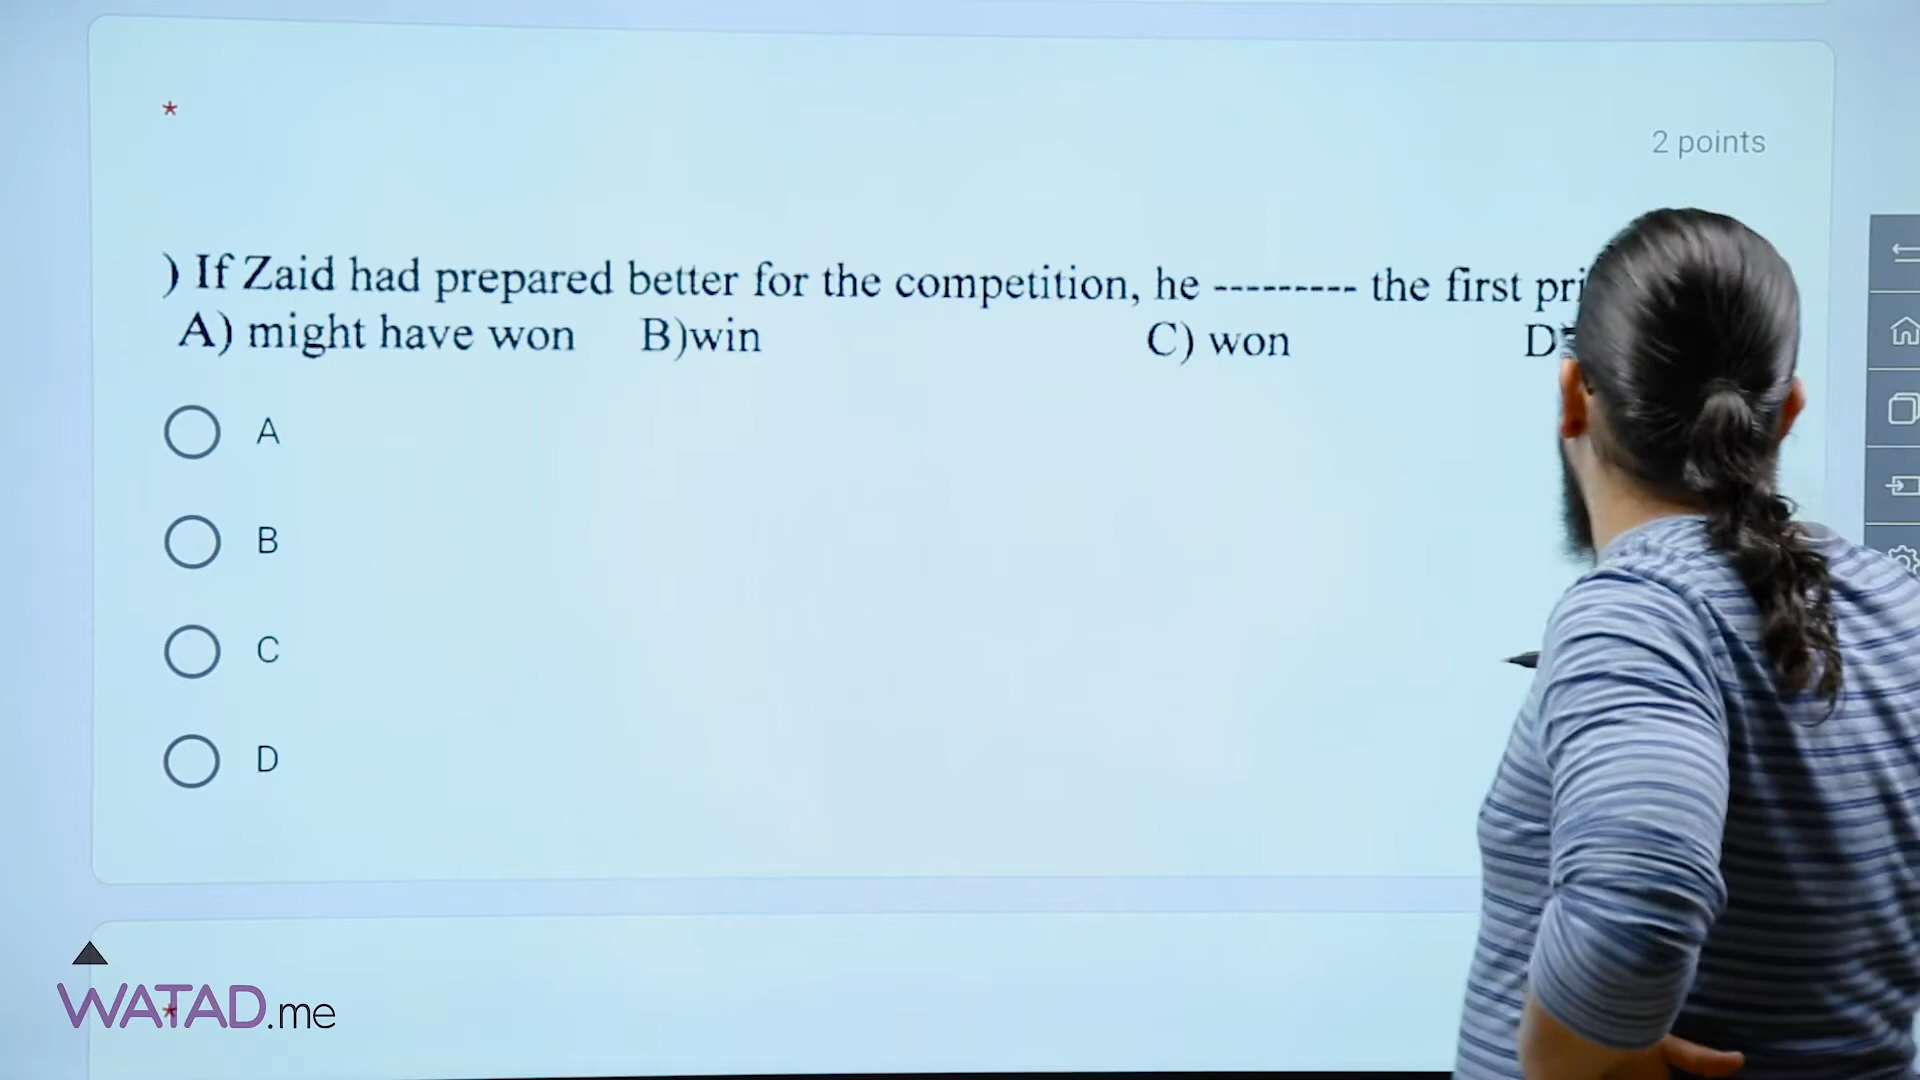 *
2 points
) If Zaid had prepared better for the competition, he --------- the first
A) might have won B)win C) won D
A
B
C
D
*
WATAD.me